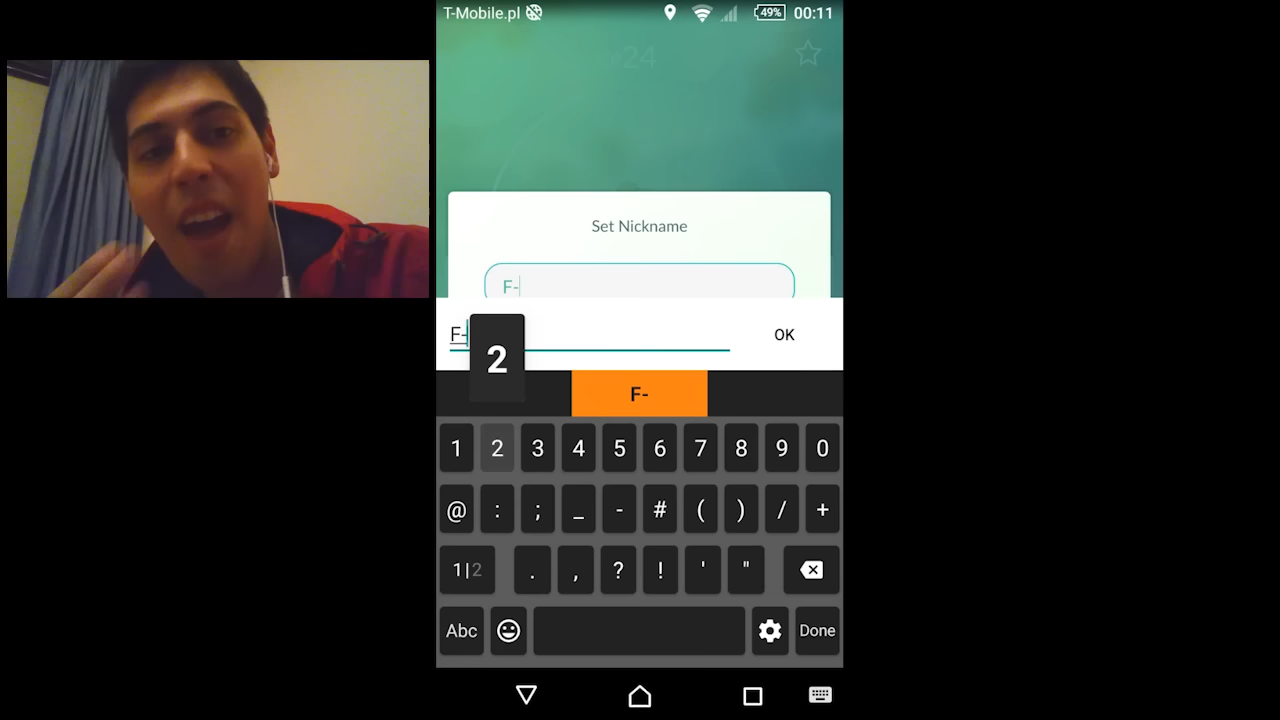 T-Mobile.pl 49% 00:11
24
Set Nickname
F-
F- OK
2
F-
1 2 3 4 5 6 7 8 9 0
@ : ; _ - # ( ) / +
1|2 . , ? ! ' "
Abc Done